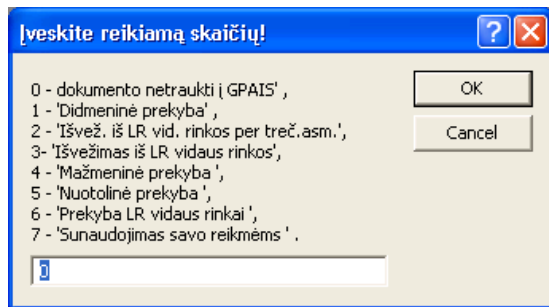 Įveskite reikiamą skaičių!
0 - dokumento netraukti į GPAIS' ,
OK
1 - 'Didmeninė prekyba' ,
2 - 'Išvež. iš LR vid. rinkos per treč.asm.',
Cancel
3- 'Išvežimas iš LR vidaus rinkos',
4 - 'Mažmeninė prekyba ',
5 - 'Nuotolinė prekyba ',
6 - 'Prekyba LR vidaus rinkai ',
7 - 'Sunaudojimas savo reikmėms ' .
0